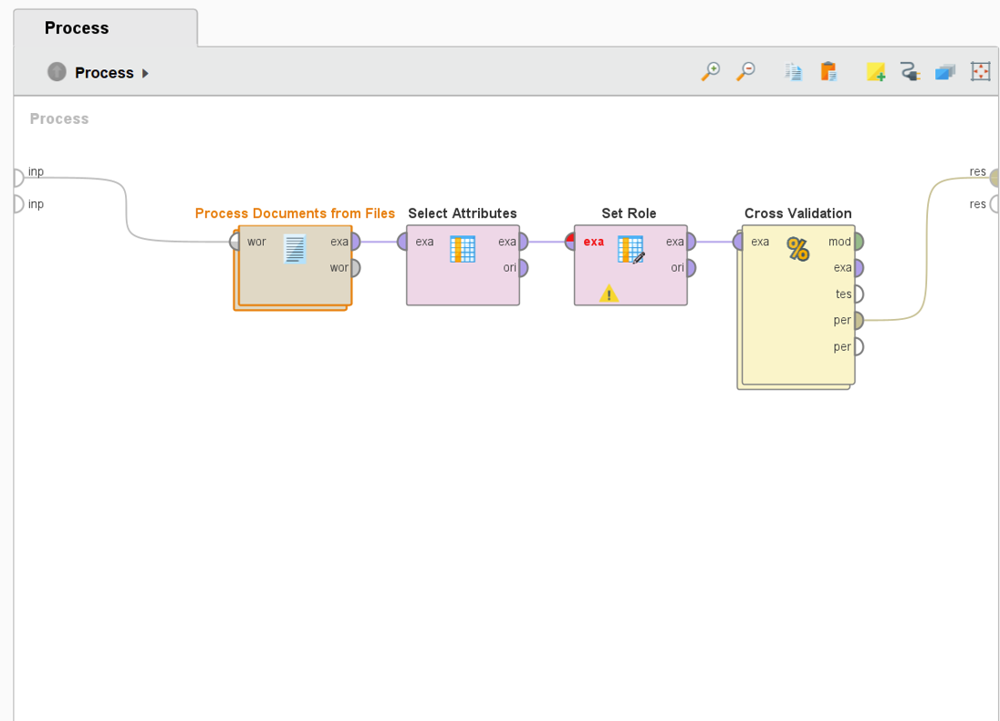 Process
Process
Process
inp
inp
res
res
Process Documents from Files
wor
exa
wor
Select Attributes
exa
exa
ori
Set Role
exa
exa
ori
Cross Validation
exa
mod
exa
tes
per
per